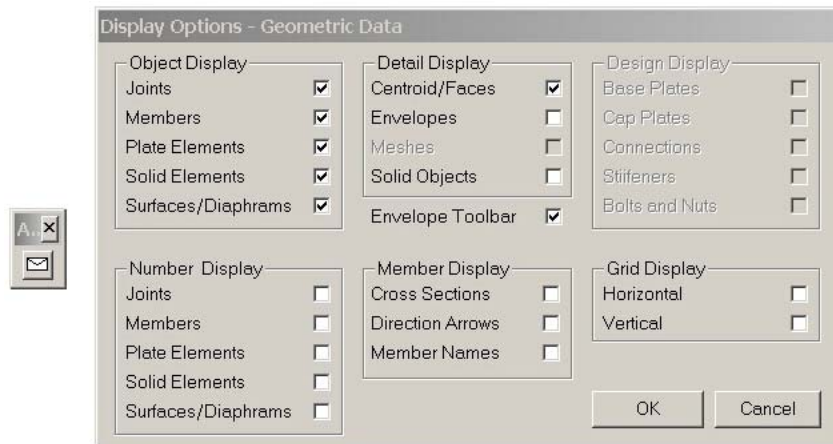 Display Options - Geometric Data
Object Display
Joints
Members
Plate Elements
Solid Elements
Surfaces/Diaphrams
Detail Display
Centroid/Faces
Envelopes
Meshes
Solid Objects
Envelope Toolbar
Design Display
Base Plates
Cap Plates
Connections
Stiffeners
Bolts and Nuts
A..
Number Display
Joints
Members
Plate Elements
Solid Elements
Surfaces/Diaphrams
Member Display
Cross Sections
Direction Arrows
Member Names
Grid Display
Horizontal
Vertical
OK
Cancel